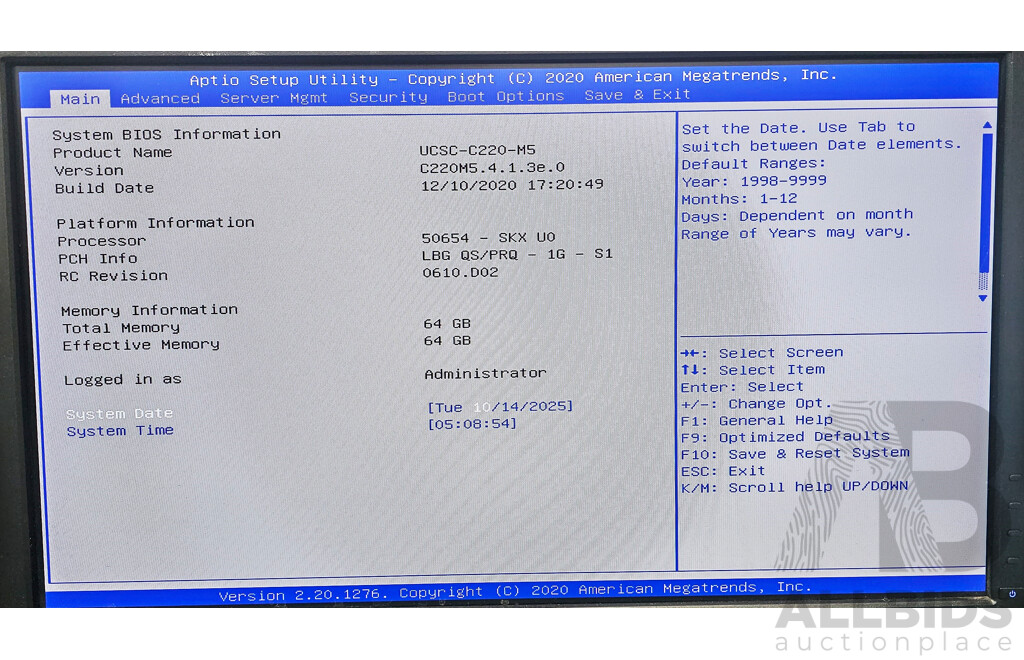 Aptio Setup Utility - Copyright (C) 2020 American Megatrends, Inc.
Main Advanced Server Mgmt Security Boot Options Save & Exit
System BIOS Information
Product Name UCSC-C220-M5
Version C220M5.4.1.3e.0
Build Date 12/10/2020 17:20:49
Platform Information
Processor 50654 - SKX U0
PCH Info LBG QS/PRQ - 1G - S1
RC Revision 0610.D02
Memory Information
Total Memory 64 GB
Effective Memory 64 GB
Logged in as Administrator
System Date [Tue 10/14/2025]
System Time [05:08:54]
Set the Date. Use Tab to
switch between Date elements.
Default Ranges:
Year: 1998-9999
Months: 1-12
Days: Dependent on month
Range of Years may vary.
→←: Select Screen
↑↓: Select Item
Enter: Select
+/-: Change Opt.
F1: General Help
F9: Optimized Defaults
F10: Save & Reset System
ESC: Exit
K/M: Scroll help UP/DOWN
Version 2.20.1276. Copyright (C) 2020 American Megatrends, Inc.
AB
ALLBIDS
auctionplace